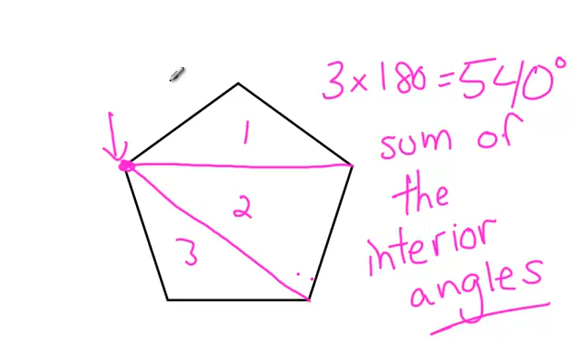 3 × 180 = 540°
sum of
the
interior
angles
1
2
3